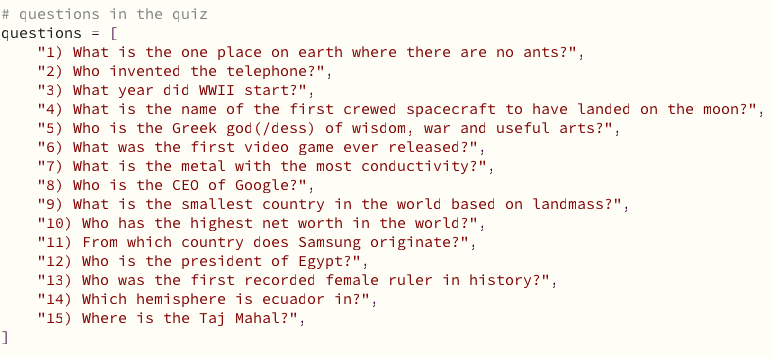 # questions in the quiz
questions = [
    "1) What is the one place on earth where there are no ants?",
    "2) Who invented the telephone?",
    "3) What year did WWII start?",
    "4) What is the name of the first crewed spacecraft to have landed on the moon?",
    "5) Who is the Greek god(/dess) of wisdom, war and useful arts?",
    "6) What was the first video game ever released?",
    "7) What is the metal with the most conductivity?",
    "8) Who is the CEO of Google?",
    "9) What is the smallest country in the world based on landmass?",
    "10) Who has the highest net worth in the world?",
    "11) From which country does Samsung originate?",
    "12) Who is the president of Egypt?",
    "13) Who was the first recorded female ruler in history?",
    "14) Which hemisphere is ecuador in?",
    "15) Where is the Taj Mahal?",
]